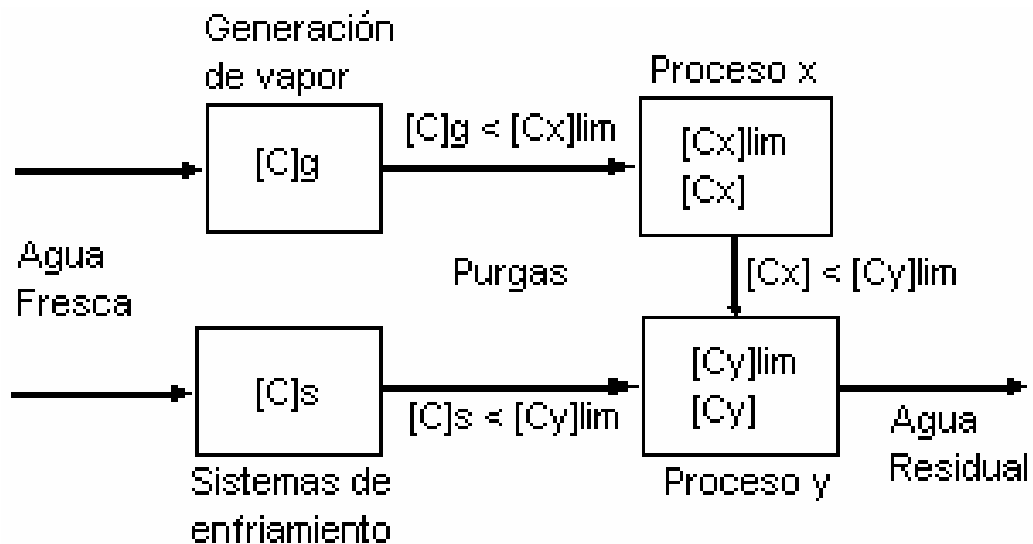 Generación
de vapor
Proceso x
[C]g < [Cx]lim
[C]g
[Cx]lim
[Cx]
Agua
Fresca
Purgas
[Cx] < [Cy]lim
[C]s
[C]s < [Cy]lim
[Cy]lim
[Cy]
Agua
Residual
Sistemas de
enfriamiento
Proceso y